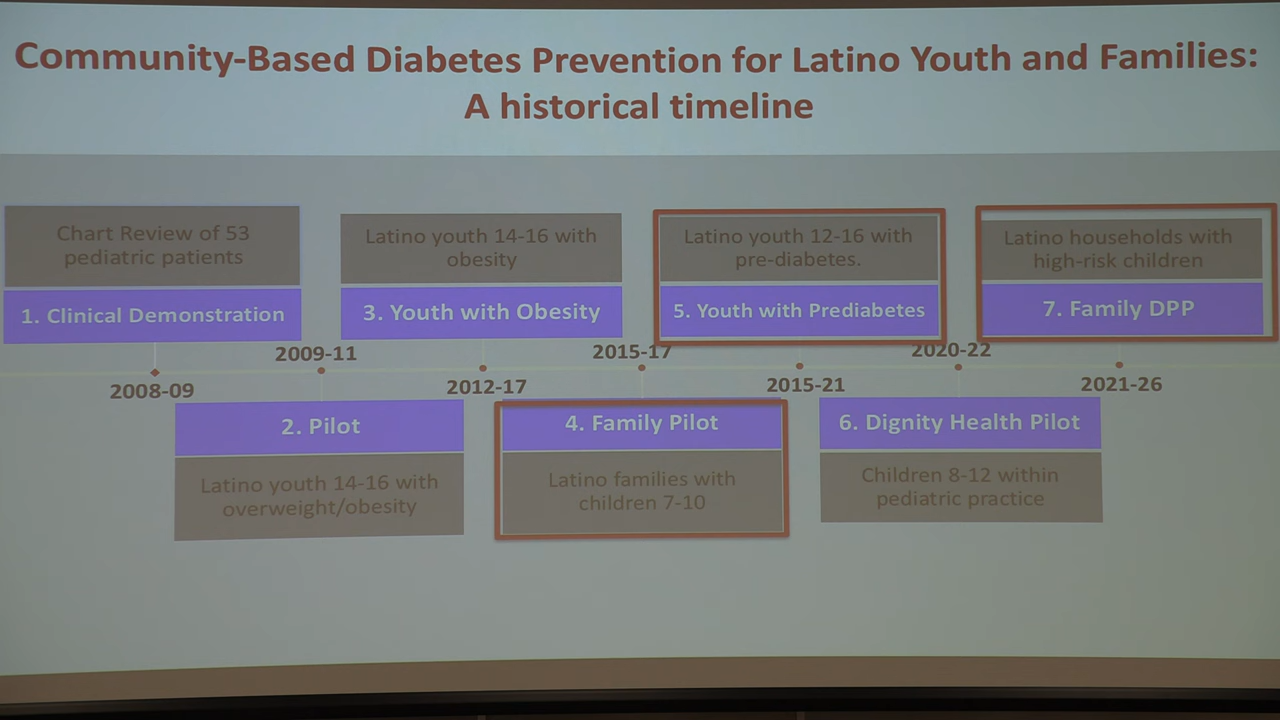 Community-Based Diabetes Prevention for Latino Youth and Families:
A historical timeline
Chart Review of 53
pediatric patients
1. Clinical Demonstration
2008-09
2009-11
2. Pilot
Latino youth 14-16 with
overweight/obesity
Latino youth 14-16 with
obesity
3. Youth with Obesity
2012-17
2015-17
4. Family Pilot
Latino families with
children 7-10
Latino youth 12-16 with
pre-diabetes.
5. Youth with Prediabetes
2015-21
2020-22
6. Dignity Health Pilot
Children 8-12 within
pediatric practice
Latino households with
high-risk children
7. Family DPP
2021-26